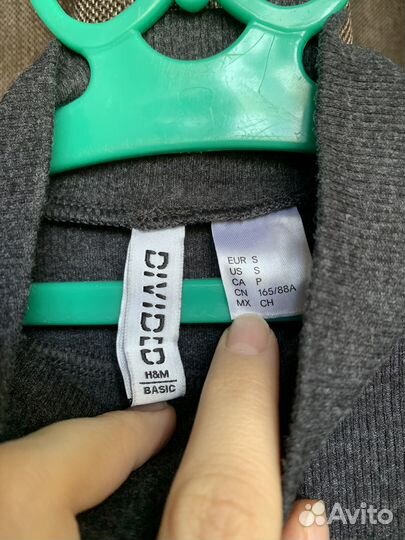 DIVIDED
H&M
BASIC
EUR S
US S
CA P
CN 165/88A
MX CH
Avito